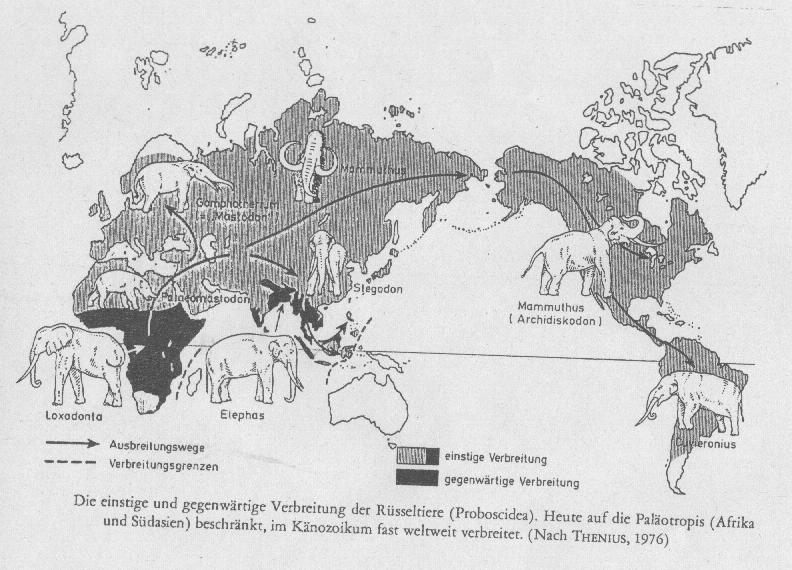 Mammuthus
Gomphotherium
(= „Mastodon")
Palaeomastodon
Stegodon
Mammuthus
( Archidiskodon )
Loxodonta
Elephas
Cuvieronius
Ausbreitungswege
Verbreitungsgrenzen
einstige Verbreitung
gegenwärtige Verbreitung
Die einstige und gegenwärtige Verbreitung der Rüsseltiere (Proboscidea). Heute auf die Paläotropis (Afrika
und Südasien) beschränkt, im Känozoikum fast weltweit verbreitet. (Nach THENIUS, 1976)